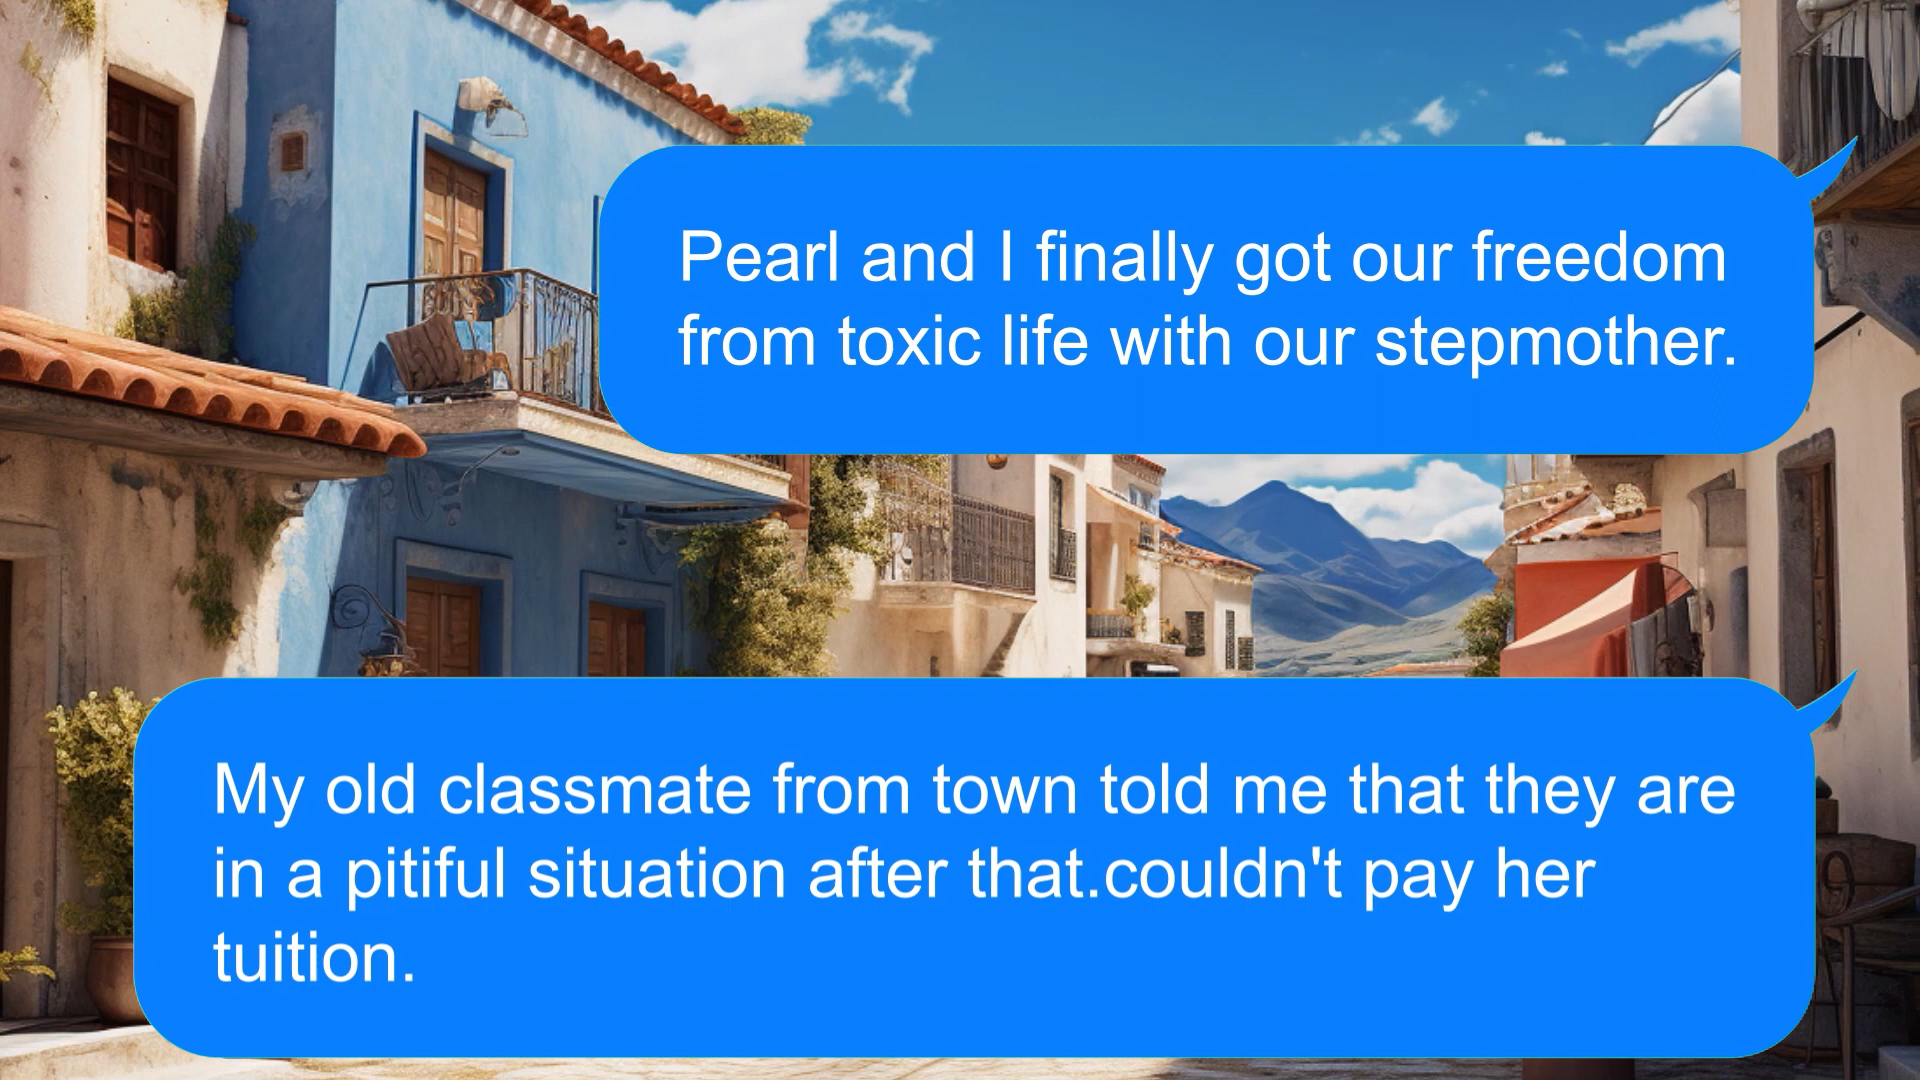 Pearl and I finally got our freedom
from toxic life with our stepmother.
My old classmate from town told me that they are
in a pitiful situation after that.couldn't pay her
tuition.